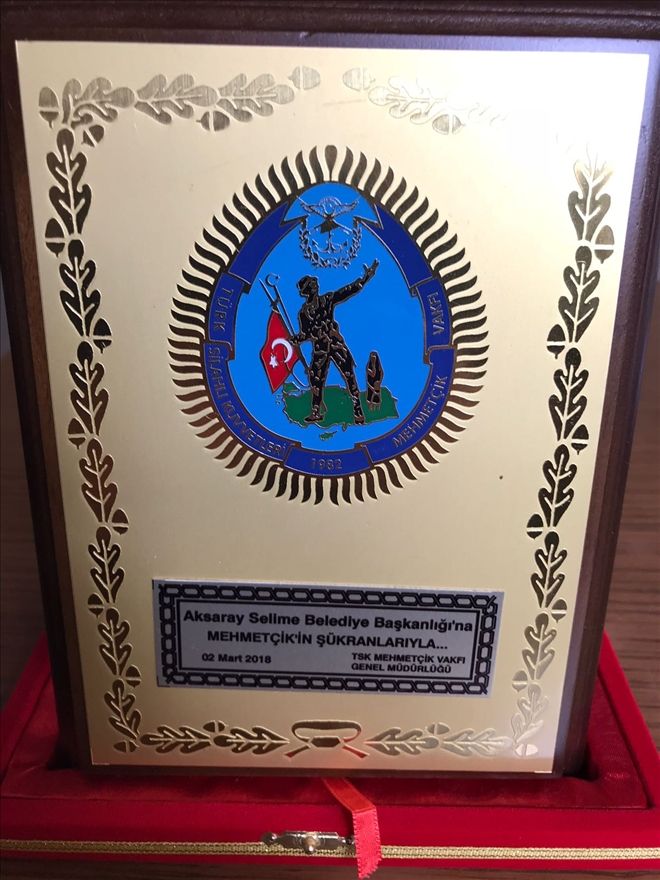 TÜRK SİLAHLI KUVVETLERİ
MEHMETÇİK VAKFI
1982
Aksaray Selime Belediye Başkanlığı'na
MEHMETÇİK'İN ŞÜKRANLARIYLA...
02 Mart 2018
TSK MEHMETÇİK VAKFI
GENEL MÜDÜRLÜĞÜ